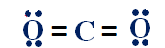 Ö = C = Ö